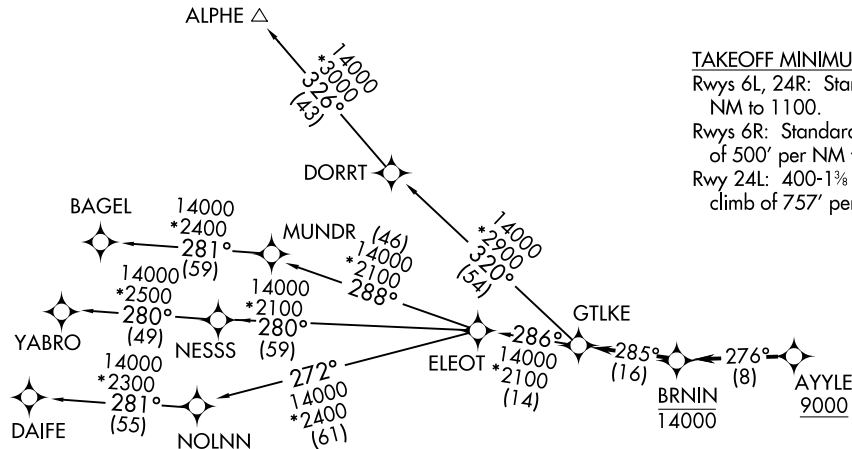 ALPHE
14000
*3000
326°
(43)
TAKEOFF MINIMU
Rwys 6L, 24R: Stan
NM to 1100.
Rwys 6R: Standard
of 500' per NM
Rwy 24L: 400-1⅜
climb of 757' per
DORRT
BAGEL
14000
*2400
281°
(59)
MUNDR
(46)
14000
*2100
288°
14000
*2900
320°
(54)
YABRO
14000
*2500
280°
(49)
NESSS
14000
*2100
280°
(59)
GTLKE
ELEOT
286°
14000
*2100
(14)
285°
(16)
BRNIN
14000
276°
(8)
AYYLE
9000
DAIFE
14000
*2300
281°
(55)
NOLNN
272°
14000
*2400
(61)